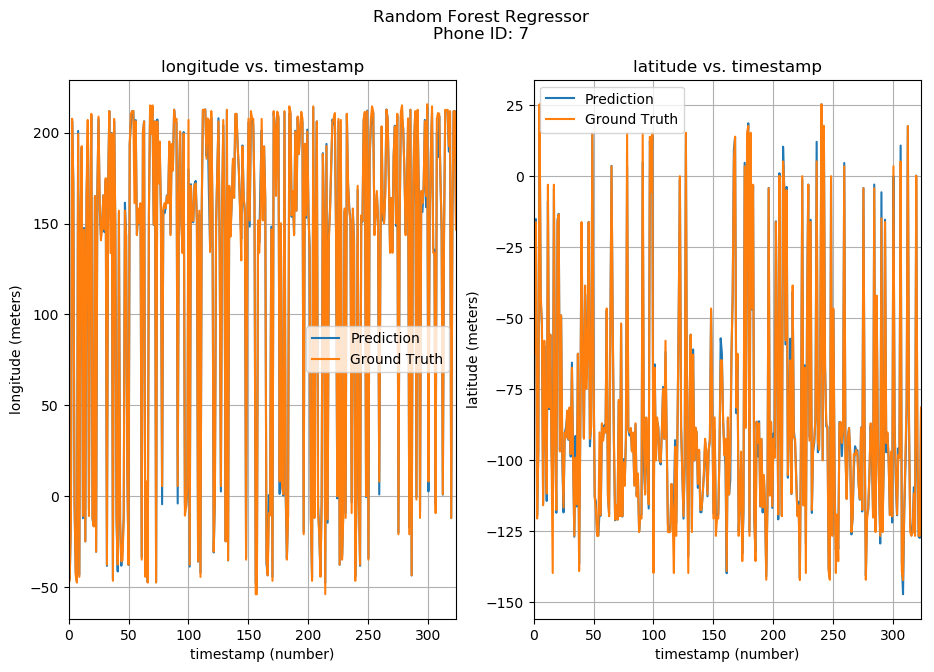 Random Forest Regressor
Phone ID: 7
longitude vs. timestamp
longitude (meters)
200
150
100
50
0
−50
0
50
100
150
200
250
300
timestamp (number)
Prediction
Ground Truth
latitude vs. timestamp
latitude (meters)
25
0
−25
−50
−75
−100
−125
−150
0
50
100
150
200
250
300
timestamp (number)
Prediction
Ground Truth